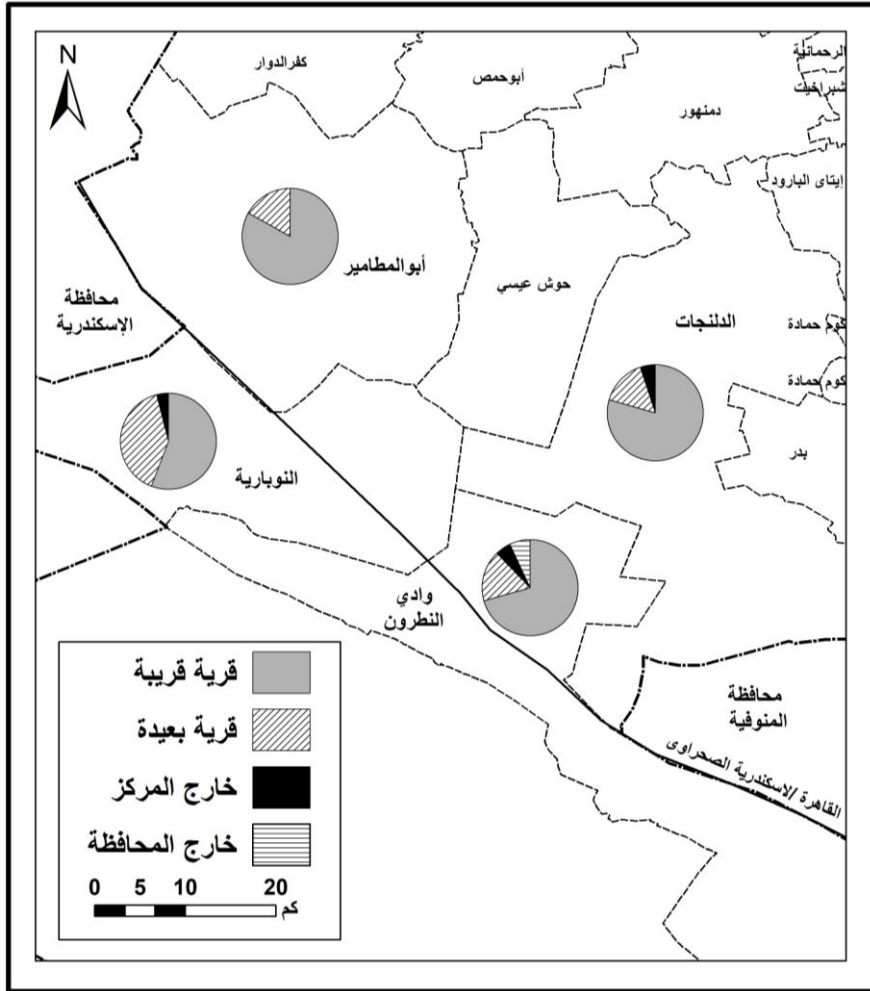 N
كفرالدوار
أبوحمص
الرحمانية
شبراخيت
دمنهور
إيتاى البارود
أبوالمطامير
حوش عيسي
محافظة
الإسكندرية
الدلنجات
كوم حمادة
كوم حمادة
بدر
النوبارية
وادي
النطرون
محافظة
المنوفية
القاهرة /لاسكندرية الصحراوى
قرية قريبة
قرية بعيدة
خارج المركز
خارج المحافظة
0 5 10 20
كم